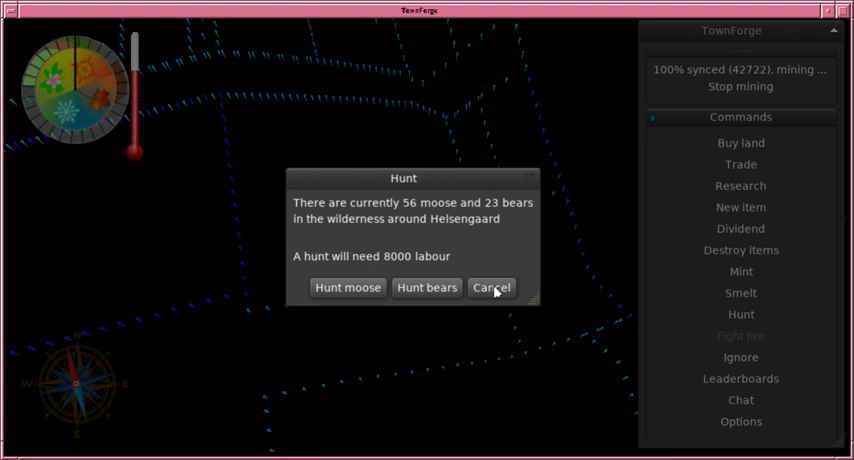 TownForge
TownForge
100% synced (42722), mining ...
Stop mining
Commands
Buy land
Trade
Research
New item
Dividend
Destroy items
Mint
Smelt
Hunt
Fight fire
Ignore
Leaderboards
Chat
Options
Hunt
There are currently 56 moose and 23 bears
in the wilderness around Helsengaard
A hunt will need 8000 labour
Hunt moose
Hunt bears
Cancel
N
W
E
S